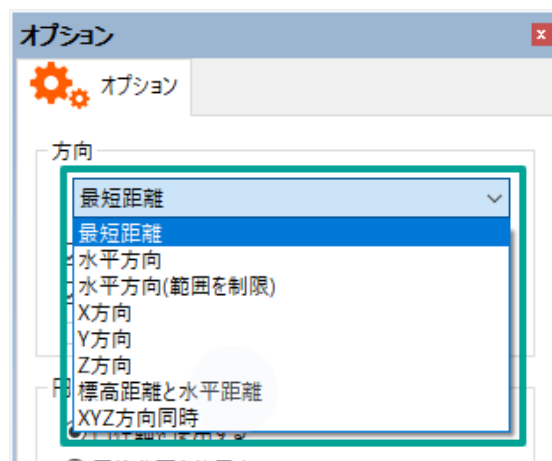 オプション
オプション
方向
最短距離
最短距離
水平方向
水平方向(範囲を制限)
X方向
Y方向
Z方向
標高距離と水平距離
XYZ方向同時